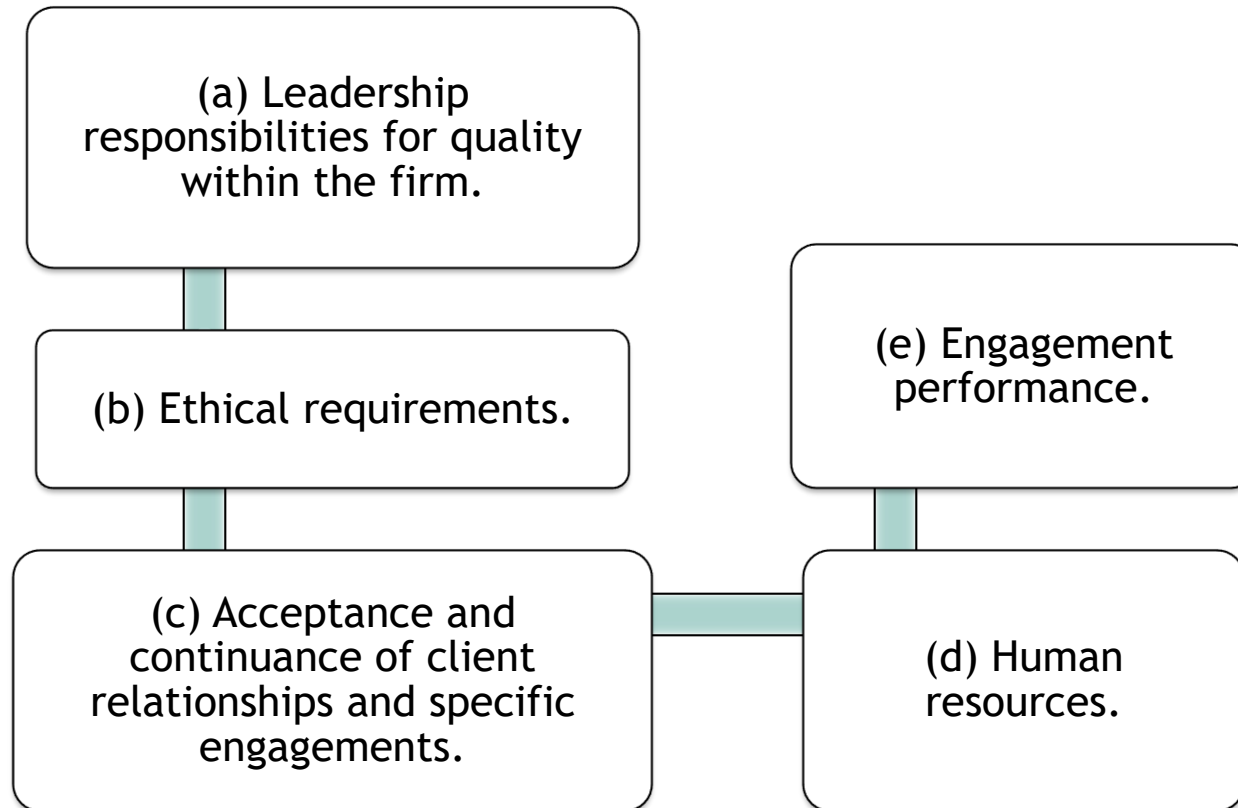 (a) Leadership
responsibilities for quality
within the firm.
(b) Ethical requirements.
(c) Acceptance and
continuance of client
relationships and specific
engagements.
(d) Human
resources.
(e) Engagement
performance.